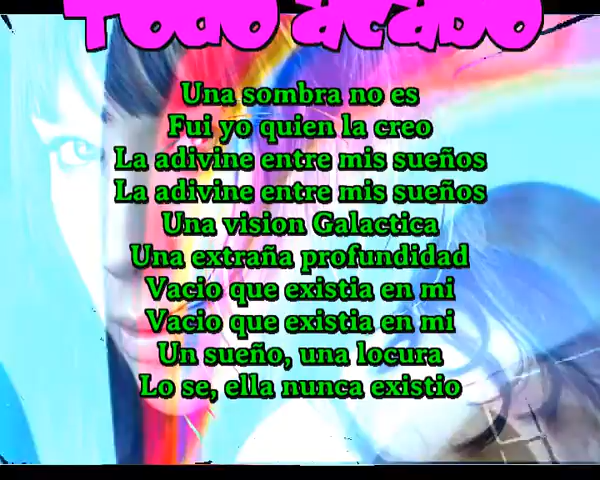 Todo acabo
Una sombra no es
Fui yo quien la creo
La adivine entre mis sueños
La adivine entre mis sueños
Una vision Galactica
Una extraña profundidad
Vacio que existia en mi
Vacio que existia en mi
Un sueño, una locura
Lo se, ella nunca existio